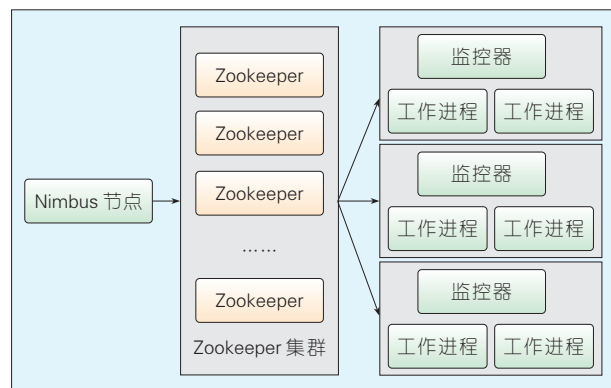 Nimbus 节点
Zookeeper
Zookeeper
Zookeeper
……
Zookeeper
Zookeeper 集群
监控器
工作进程 工作进程
监控器
工作进程 工作进程
监控器
工作进程 工作进程